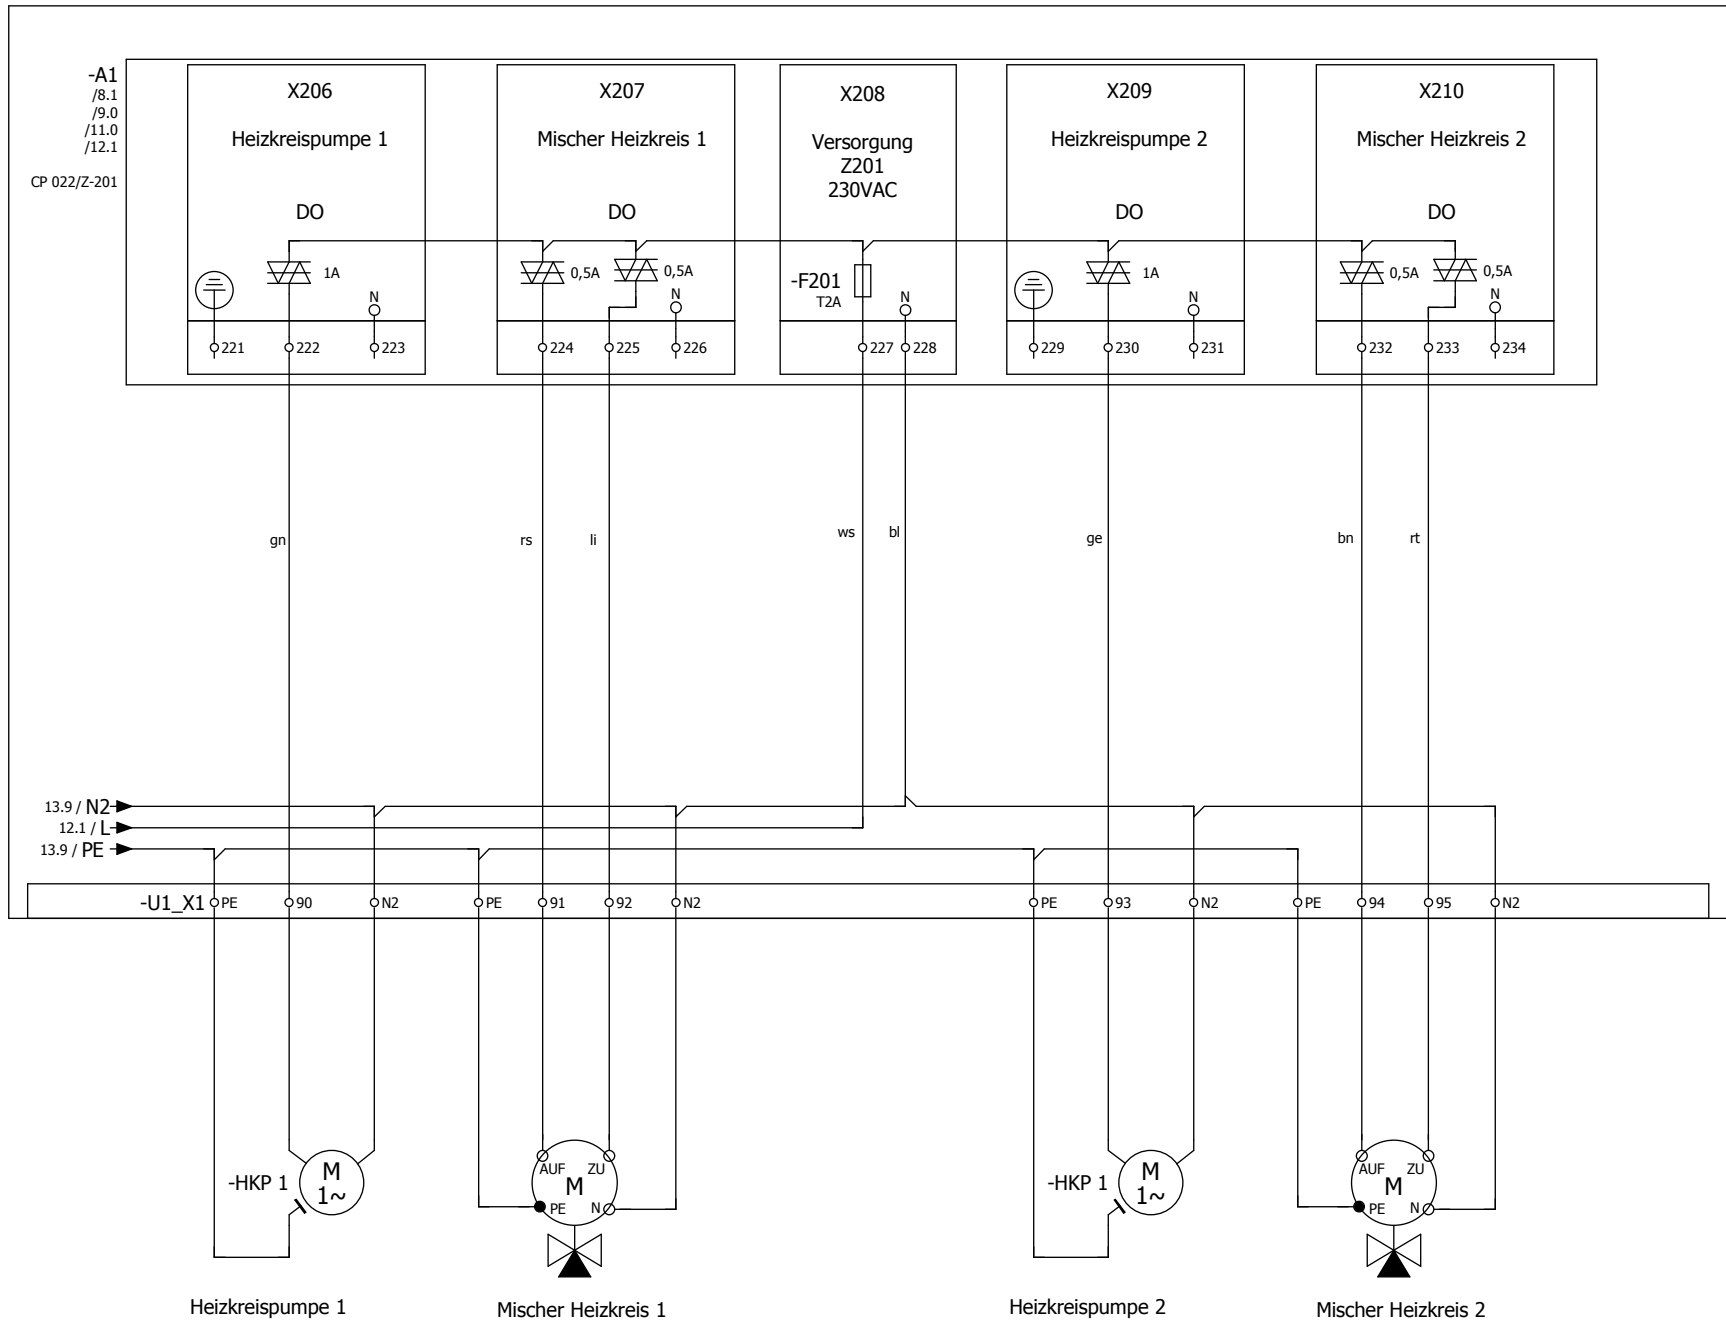 -A1
/8.1
/9.0
/11.0
/12.1
CP 022/Z-201
X206
Heizkreispumpe 1
DO
1A
N
221
222
223
X207
Mischer Heizkreis 1
DO
0,5A
0,5A
N
224
225
226
X208
Versorgung
Z201
230VAC
-F201
T2A
N
227
228
X209
Heizkreispumpe 2
DO
1A
N
229
230
231
X210
Mischer Heizkreis 2
DO
0,5A
0,5A
N
232
233
234
gn
rs
li
ws
bl
ge
bn
rt
13.9 / N2
12.1 / L
13.9 / PE
-U1_X1
PE
90
N2
PE
91
92
N2
PE
93
N2
PE
94
95
N2
-HKP 1
M
1~
AUF
ZU
M
PE
N
-HKP 1
M
1~
AUF
ZU
M
PE
N
Heizkreispumpe 1
Mischer Heizkreis 1
Heizkreispumpe 2
Mischer Heizkreis 2